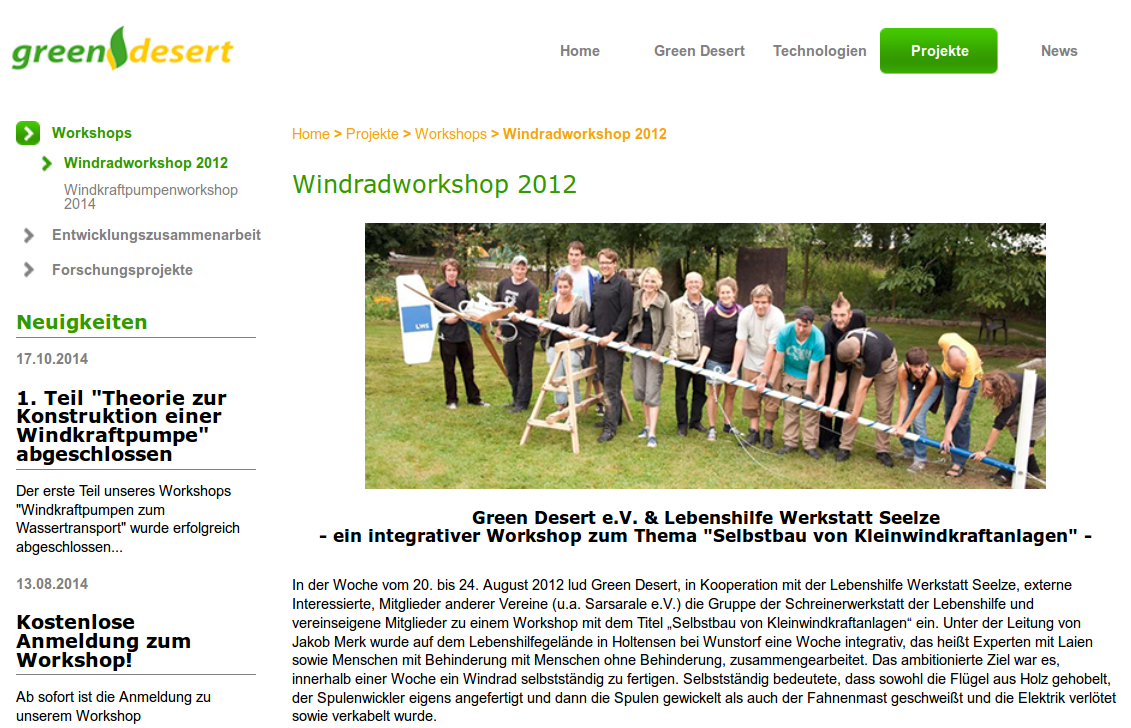 greendesert
Home
Green Desert
Technologien
Projekte
News
Workshops
Windradworkshop 2012
Windkraftpumpenworkshop
2014
Entwicklungszusammenarbeit
Forschungsprojekte
Neuigkeiten
17.10.2014
1. Teil "Theorie zur
Konstruktion einer
Windkraftpumpe"
abgeschlossen
Der erste Teil unseres Workshops
"Windkraftpumpen zum
Wassertransport" wurde erfolgreich
abgeschlossen...
13.08.2014
Kostenlose
Anmeldung zum
Workshop!
Ab sofort ist die Anmeldung zu
unserem Workshop
Home > Projekte > Workshops > Windradworkshop 2012
Windradworkshop 2012
LWS
Green Desert e.V. & Lebenshilfe Werkstatt Seelze
- ein integrativer Workshop zum Thema "Selbstbau von Kleinwindkraftanlagen" -
In der Woche vom 20. bis 24. August 2012 lud Green Desert, in Kooperation mit der Lebenshilfe Werkstatt Seelze, externe
Interessierte, Mitglieder anderer Vereine (u.a. Sarsarale e.V.) die Gruppe der Schreinerwerkstatt der Lebenshilfe und
vereinseigene Mitglieder zu einem Workshop mit dem Titel „Selbstbau von Kleinwindkraftanlagen“ ein. Unter der Leitung von
Jakob Merk wurde auf dem Lebenshilfegelände in Holtensen bei Wunstorf eine Woche integrativ, das heißt Experten mit Laien
sowie Menschen mit Behinderung mit Menschen ohne Behinderung, zusammengearbeitet. Das ambitionierte Ziel war es,
innerhalb einer Woche ein Windrad selbstständig zu fertigen. Selbstständig bedeutete, dass sowohl die Flügel aus Holz gehobelt,
der Spulenwickler eigens angefertigt und dann die Spulen gewickelt als auch der Fahnenmast geschweißt und die Elektrik verlötet
sowie verkabelt wurde.